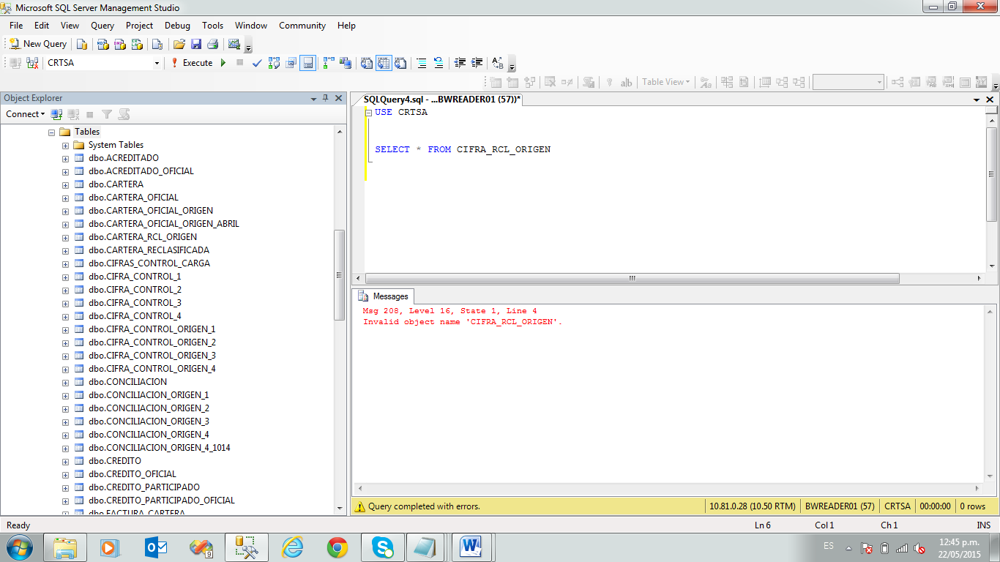 Microsoft SQL Server Management Studio
File Edit View Query Project Debug Tools Window Community Help
New Query
CRTSA Execute
Table View
Object Explorer
Connect
Tables
System Tables
dbo.ACREDITADO
dbo.ACREDITADO_OFICIAL
dbo.CARTERA
dbo.CARTERA_OFICIAL
dbo.CARTERA_OFICIAL_ORIGEN
dbo.CARTERA_OFICIAL_ORIGEN_ABRIL
dbo.CARTERA_RCL_ORIGEN
dbo.CARTERA_RECLASIFICADA
dbo.CIFRAS_CONTROL_CARGA
dbo.CIFRA_CONTROL_1
dbo.CIFRA_CONTROL_2
dbo.CIFRA_CONTROL_3
dbo.CIFRA_CONTROL_4
dbo.CIFRA_CONTROL_ORIGEN_1
dbo.CIFRA_CONTROL_ORIGEN_2
dbo.CIFRA_CONTROL_ORIGEN_3
dbo.CIFRA_CONTROL_ORIGEN_4
dbo.CONCILIACION
dbo.CONCILIACION_ORIGEN_1
dbo.CONCILIACION_ORIGEN_2
dbo.CONCILIACION_ORIGEN_3
dbo.CONCILIACION_ORIGEN_4
dbo.CONCILIACION_ORIGEN_4_1014
dbo.CREDITO
dbo.CREDITO_OFICIAL
dbo.CREDITO_PARTICIPADO
dbo.CREDITO_PARTICIPADO_OFICIAL
dbo.FACTURA_CARTERA
SQLQuery4.sql - ...BWREADER01 (57))*
USE CRTSA
SELECT * FROM CIFRA_RCL_ORIGEN
Messages
Msg 208, Level 16, State 1, Line 4
Invalid object name 'CIFRA_RCL_ORIGEN'.
Query completed with errors. 10.81.0.28 (10.50 RTM) BWREADER01 (57) CRTSA 00:00:00 0 rows
Ready Ln 6 Col 1 Ch 1 INS
ES 12:45 p.m.
22/05/2015